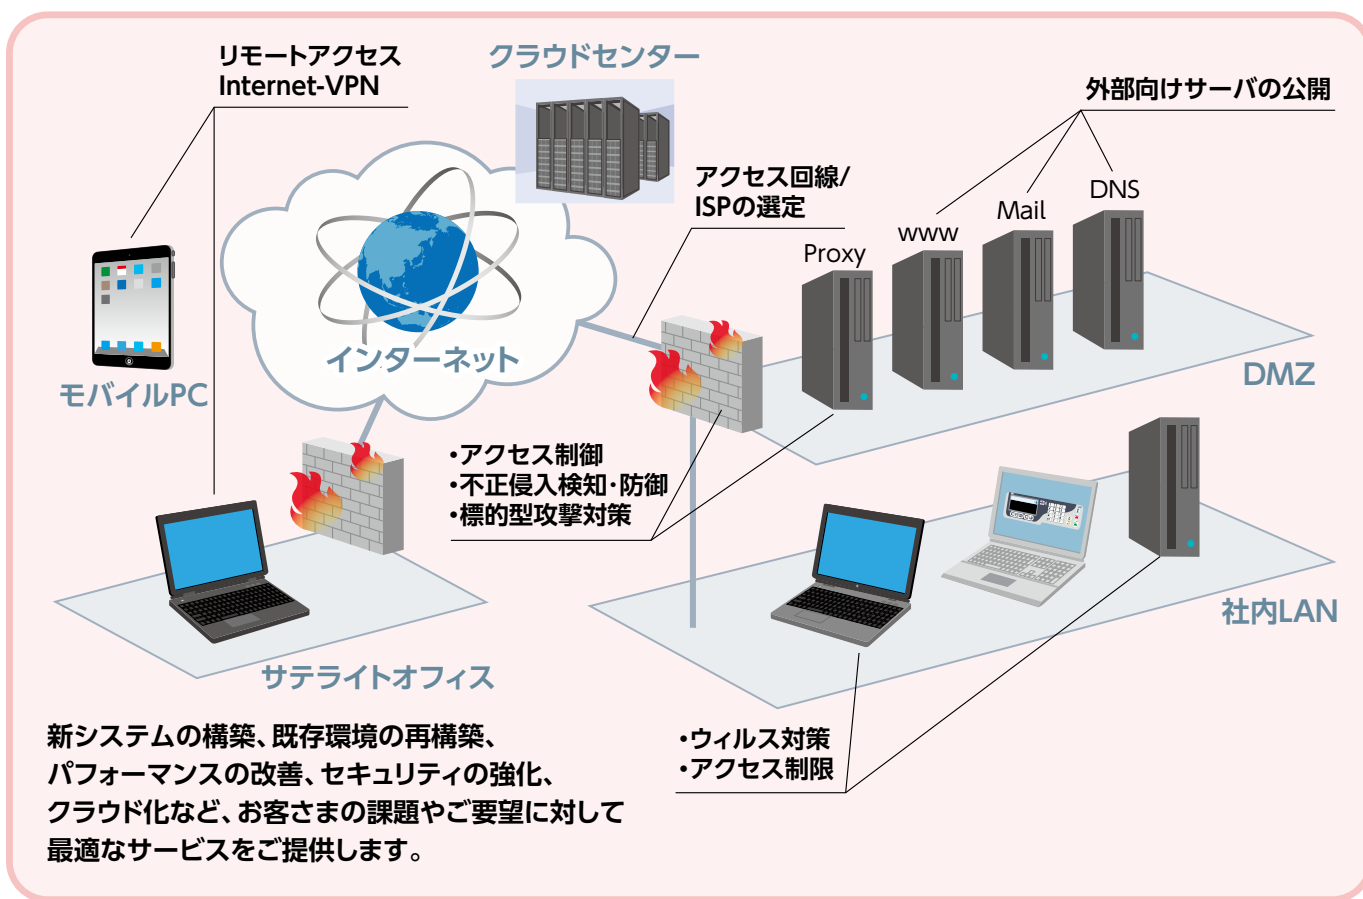 リモートアクセス
Internet-VPN
クラウドセンター
外部向けサーバの公開
アクセス回線/
ISPの選定
DNS
Mail
www
Proxy
インターネット
モバイルPC
DMZ
・アクセス制御
・不正侵入検知・防御
・標的型攻撃対策
社内LAN
サテライトオフィス
・ウィルス対策
・アクセス制限
新システムの構築、既存環境の再構築、
パフォーマンスの改善、セキュリティの強化、
クラウド化など、お客さまの課題やご要望に対して
最適なサービスをご提供します。